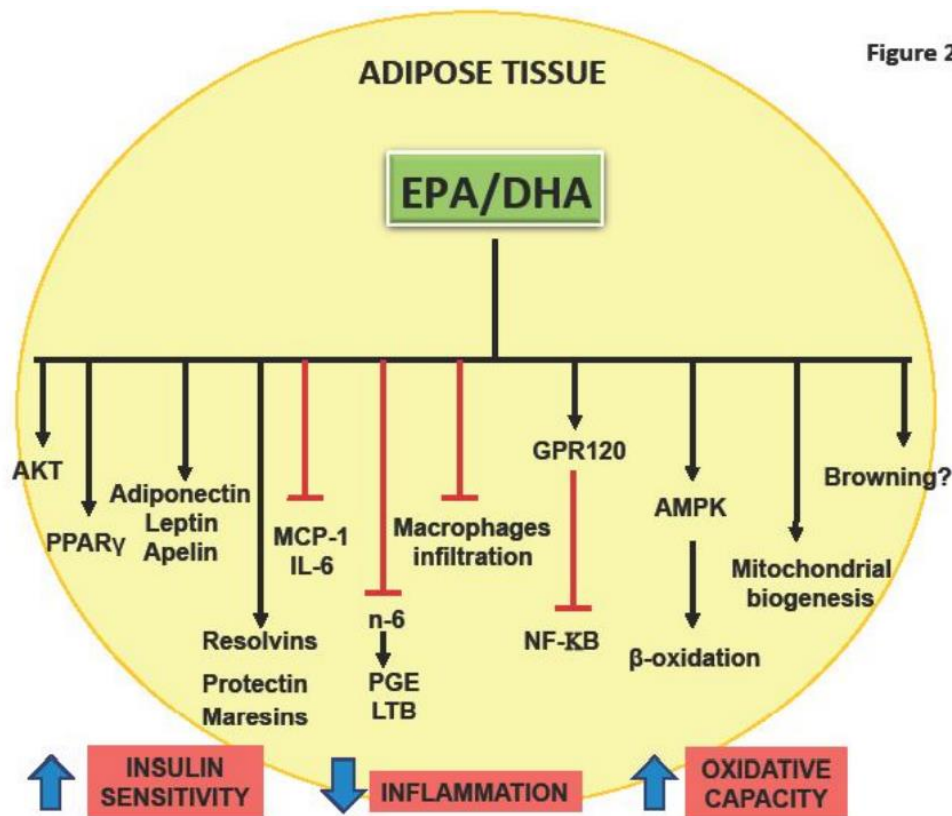 Figure 2
ADIPOSE TISSUE
EPA/DHA
AKT
PPARγ
Adiponectin
Leptin
Apelin
Resolvins
Protectin
Maresins
MCP-1
IL-6
n-6
PGE
LTB
Macrophages
infiltration
GPR120
NF-κB
AMPK
β-oxidation
Mitochondrial
biogenesis
Browning?
INSULIN
SENSITIVITY
INFLAMMATION
OXIDATIVE
CAPACITY